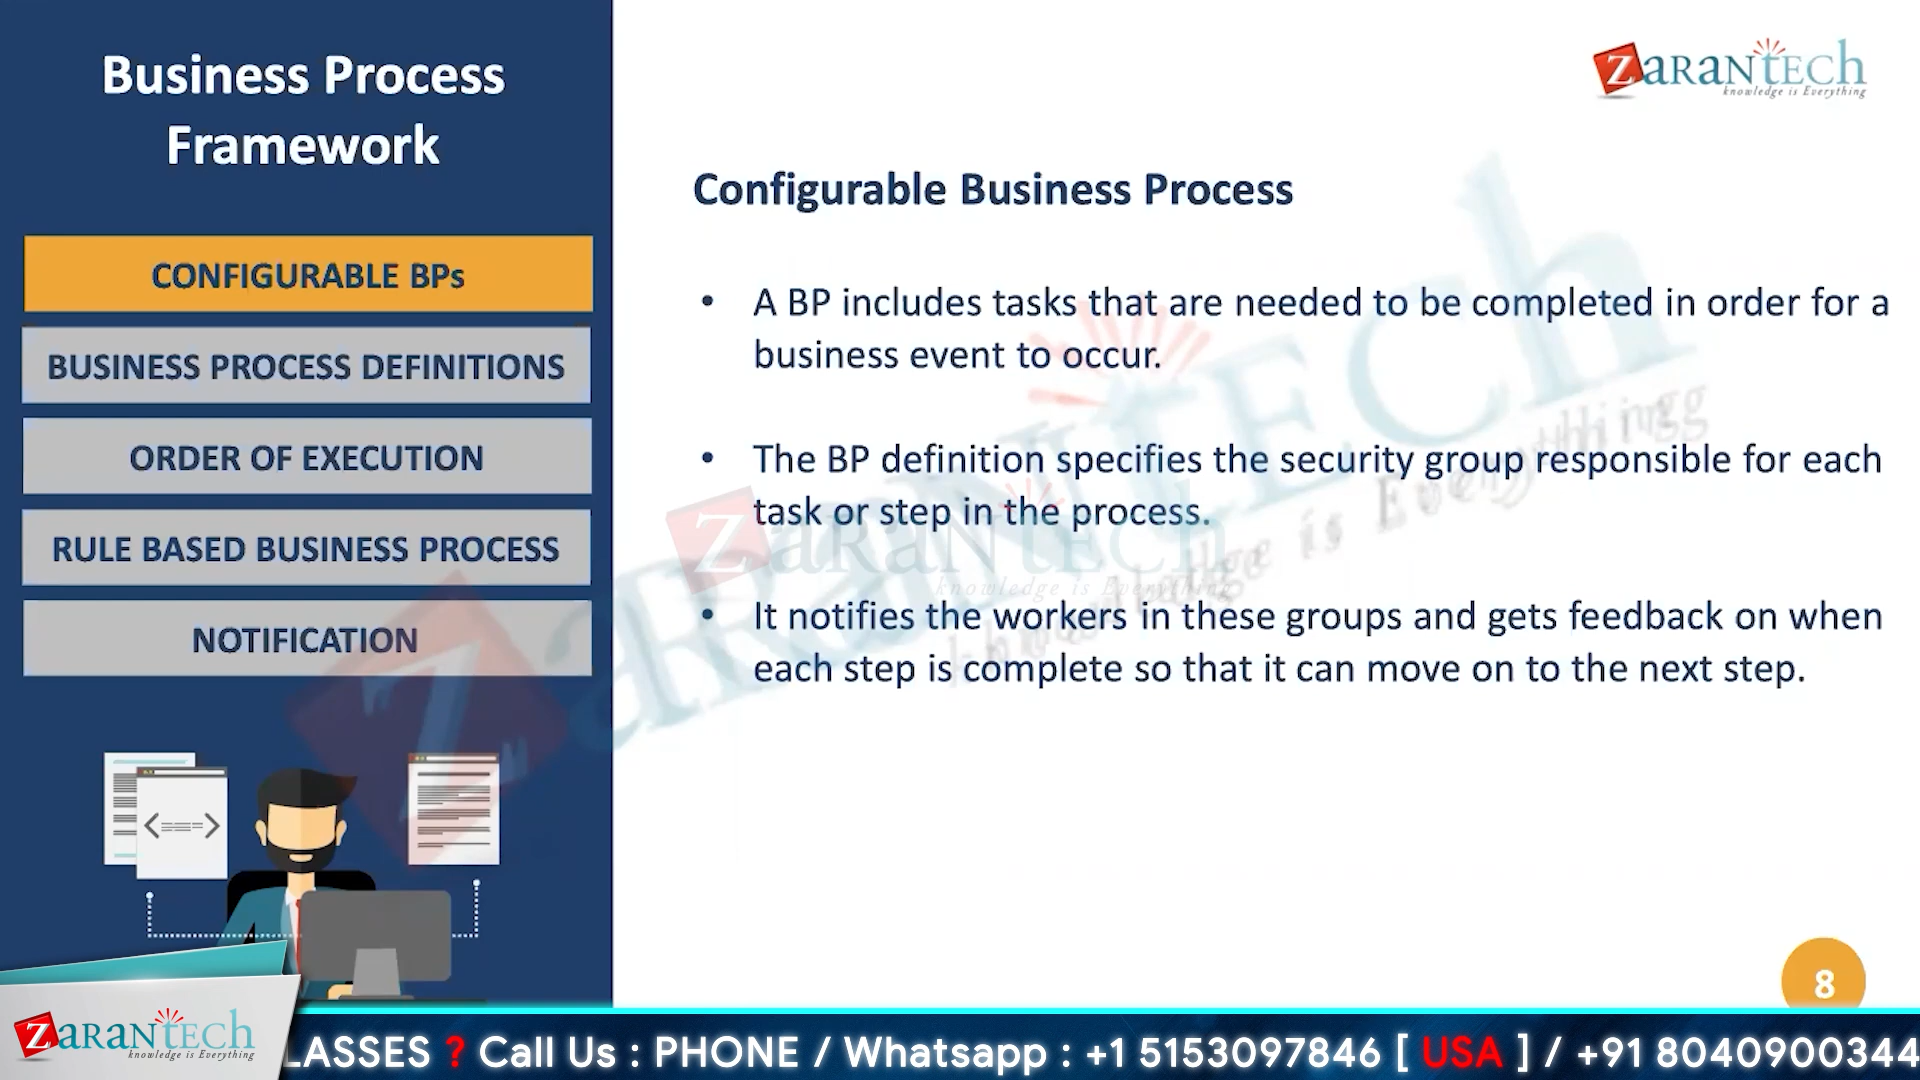 Business Process
Framework
CONFIGURABLE BPs
BUSINESS PROCESS DEFINITIONS
ORDER OF EXECUTION
RULE BASED BUSINESS PROCESS
NOTIFICATION
ZARANTECH
knowledge is Everything
Configurable Business Process
• A BP includes tasks that are needed to be completed in order for a
business event to occur.
• The BP definition specifies the security group responsible for each
task or step in the process.
• It notifies the workers in these groups and gets feedback on when
each step is complete so that it can move on to the next step.
ZARANTECH
knowledge is Everything
8
ZARANTECH
knowledge is Everything
LASSES ? Call Us : PHONE / Whatsapp : +1 5153097846 [ USA ] / +91 8040900344